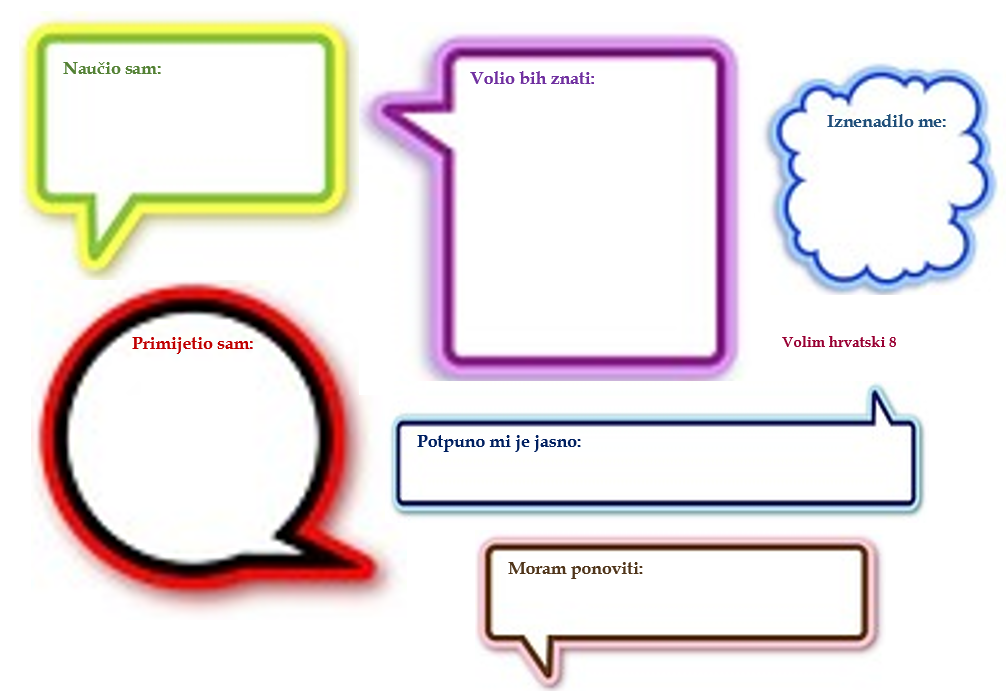 Naučio sam:
Volio bih znati:
Iznenadilo me:
Primijetio sam:
Volim hrvatski 8
Potpuno mi je jasno:
Moram ponoviti: